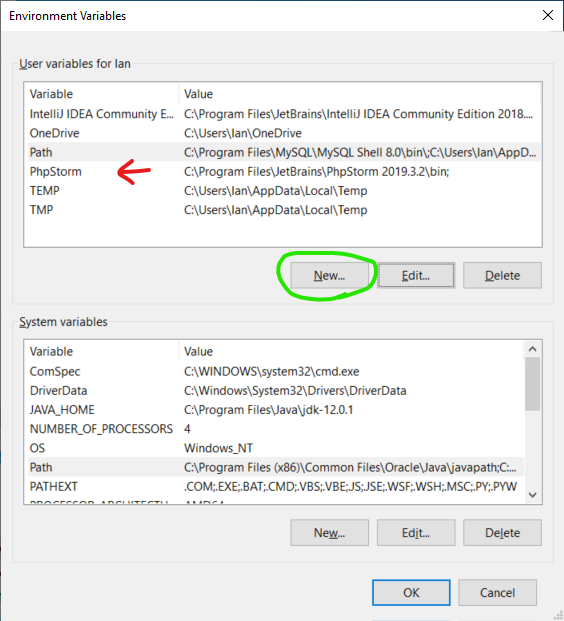 Environment Variables
User variables for Ian
Variable Value
IntelliJ IDEA Community E... C:\Program Files\JetBrains\IntelliJ IDEA Community Edition 2018....
OneDrive C:\Users\Ian\OneDrive
Path C:\Program Files\MySQL\MySQL Shell 8.0\bin\;C:\Users\Ian\AppD...
PhpStorm C:\Program Files\JetBrains\PhpStorm 2019.3.2\bin;
TEMP C:\Users\Ian\AppData\Local\Temp
TMP C:\Users\Ian\AppData\Local\Temp
New... Edit... Delete
System variables
Variable Value
ComSpec C:\WINDOWS\system32\cmd.exe
DriverData C:\Windows\System32\Drivers\DriverData
JAVA_HOME C:\Program Files\Java\jdk-12.0.1
NUMBER_OF_PROCESSORS 4
OS Windows_NT
Path C:\Program Files (x86)\Common Files\Oracle\Java\javapath;C:...
PATHEXT .COM;.EXE;.BAT;.CMD;.VBS;.VBE;.JS;.JSE;.WSF;.WSH;.MSC;.PY;.PYW
New... Edit... Delete
OK Cancel